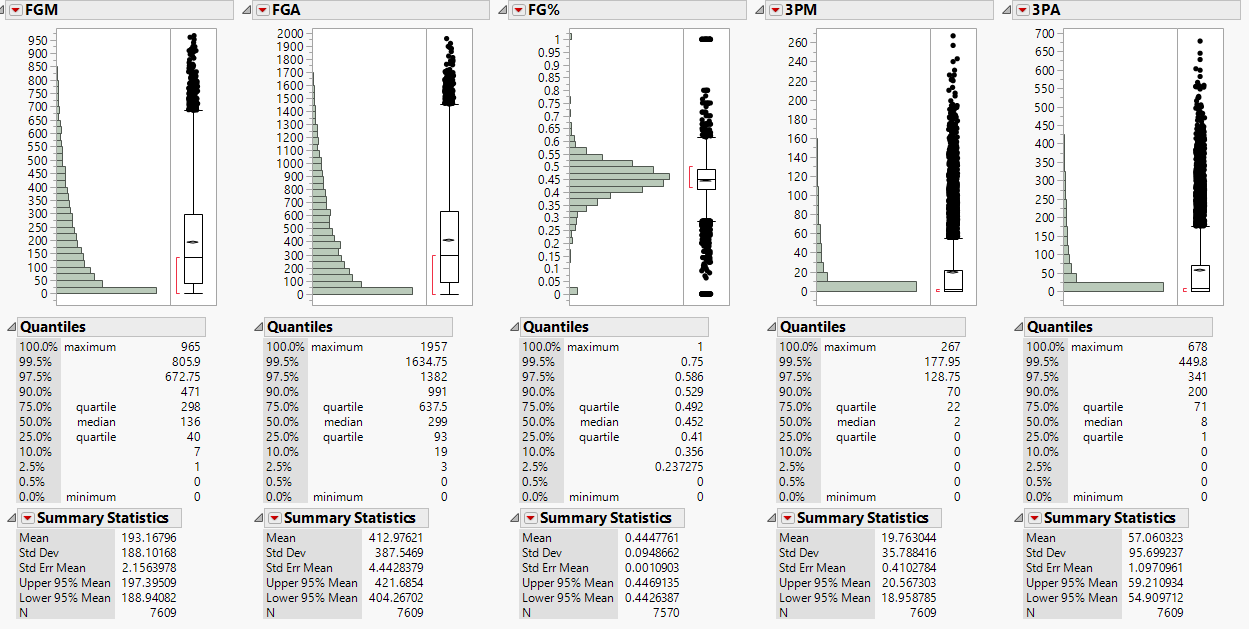 FGM
950
900
850
800
750
700
650
600
550
500
450
400
350
300
250
200
150
100
50
0
Quantiles
100.0% maximum 965
99.5% 805.9
97.5% 672.75
90.0% 471
75.0% quartile 298
50.0% median 136
25.0% quartile 40
10.0% 7
2.5% 1
0.5% 0
0.0% minimum 0
Summary Statistics
Mean 193.16796
Std Dev 188.10168
Std Err Mean 2.1563978
Upper 95% Mean 197.39509
Lower 95% Mean 188.94082
N 7609
FGA
2000
1900
1800
1700
1600
1500
1400
1300
1200
1100
1000
900
800
700
600
500
400
300
200
100
0
Quantiles
100.0% maximum 1957
99.5% 1634.75
97.5% 1382
90.0% 991
75.0% quartile 637.5
50.0% median 299
25.0% quartile 93
10.0% 19
2.5% 3
0.5% 0
0.0% minimum 0
Summary Statistics
Mean 412.97621
Std Dev 387.5469
Std Err Mean 4.4428379
Upper 95% Mean 421.6854
Lower 95% Mean 404.26702
N 7609
FG%
1
0.95
0.9
0.85
0.8
0.75
0.7
0.65
0.6
0.55
0.5
0.45
0.4
0.35
0.3
0.25
0.2
0.15
0.1
0.05
0
Quantiles
100.0% maximum 1
99.5% 0.75
97.5% 0.586
90.0% 0.529
75.0% quartile 0.492
50.0% median 0.452
25.0% quartile 0.41
10.0% 0.356
2.5% 0.237275
0.5% 0
0.0% minimum 0
Summary Statistics
Mean 0.4447761
Std Dev 0.0948662
Std Err Mean 0.0010903
Upper 95% Mean 0.4469135
Lower 95% Mean 0.4426387
N 7570
3PM
260
240
220
200
180
160
140
120
100
80
60
40
20
0
Quantiles
100.0% maximum 267
99.5% 177.95
97.5% 128.75
90.0% 70
75.0% quartile 22
50.0% median 2
25.0% quartile 0
10.0% 0
2.5% 0
0.5% 0
0.0% minimum 0
Summary Statistics
Mean 19.763044
Std Dev 35.788416
Std Err Mean 0.4102784
Upper 95% Mean 20.567303
Lower 95% Mean 18.958785
N 7609
3PA
700
650
600
550
500
450
400
350
300
250
200
150
100
50
0
Quantiles
100.0% maximum 678
99.5% 449.8
97.5% 341
90.0% 200
75.0% quartile 71
50.0% median 8
25.0% quartile 1
10.0% 0
2.5% 0
0.5% 0
0.0% minimum 0
Summary Statistics
Mean 57.060323
Std Dev 95.699237
Std Err Mean 1.0970961
Upper 95% Mean 59.210934
Lower 95% Mean 54.909712
N 7609